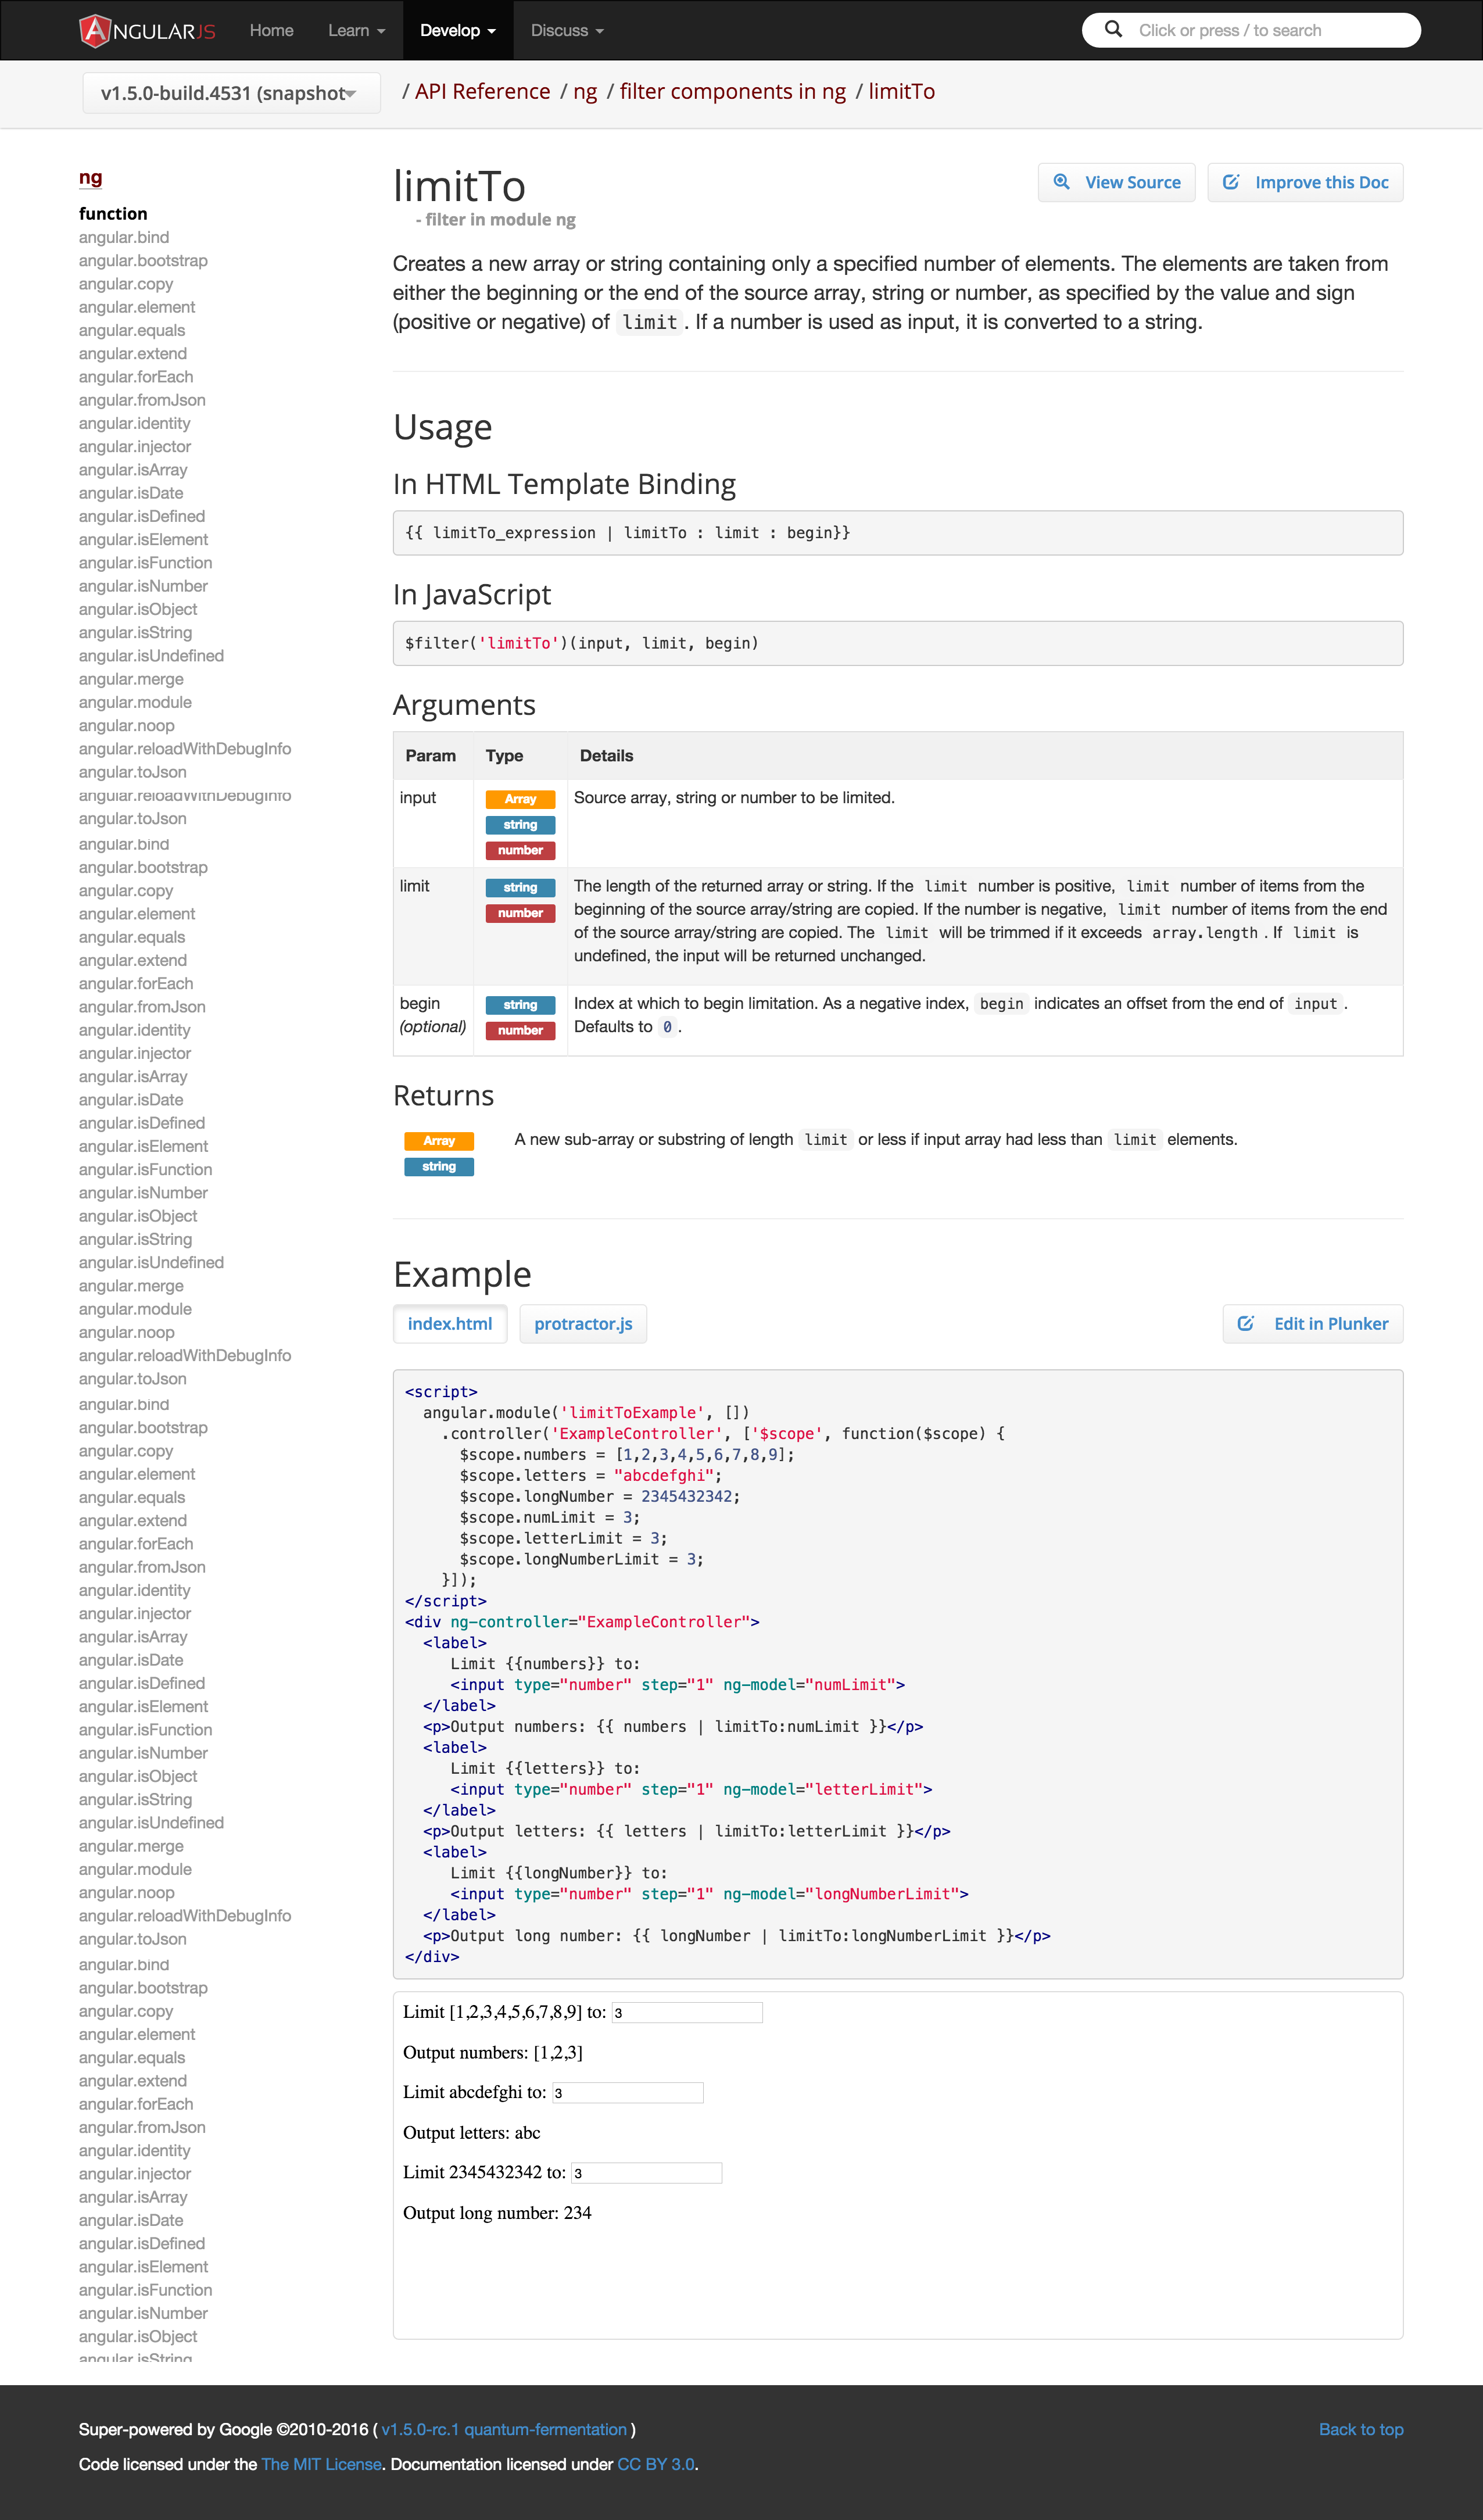 ANGULARJS
Home
Learn
Develop
Discuss
Click or press / to search
v1.5.0-build.4531 (snapshot
/ API Reference / ng / filter components in ng / limitTo
ng
function
angular.bind
angular.bootstrap
angular.copy
angular.element
angular.equals
angular.extend
angular.forEach
angular.fromJson
angular.identity
angular.injector
angular.isArray
angular.isDate
angular.isDefined
angular.isElement
angular.isFunction
angular.isNumber
angular.isObject
angular.isString
angular.isUndefined
angular.merge
angular.module
angular.noop
angular.reloadWithDebugInfo
angular.toJson
angular.reloadWithDebugInfo
angular.toJson
angular.bind
angular.bootstrap
angular.copy
angular.element
angular.equals
angular.extend
angular.forEach
angular.fromJson
angular.identity
angular.injector
angular.isArray
angular.isDate
angular.isDefined
angular.isElement
angular.isFunction
angular.isNumber
angular.isObject
angular.isString
angular.isUndefined
angular.merge
angular.module
angular.noop
angular.reloadWithDebugInfo
angular.toJson
angular.bind
angular.bootstrap
angular.copy
angular.element
angular.equals
angular.extend
angular.forEach
angular.fromJson
angular.identity
angular.injector
angular.isArray
angular.isDate
angular.isDefined
angular.isElement
angular.isFunction
angular.isNumber
angular.isObject
angular.isString
angular.isUndefined
angular.merge
angular.module
angular.noop
angular.reloadWithDebugInfo
angular.toJson
angular.bind
angular.bootstrap
angular.copy
angular.element
angular.equals
angular.extend
angular.forEach
angular.fromJson
angular.identity
angular.injector
angular.isArray
angular.isDate
angular.isDefined
angular.isElement
angular.isFunction
angular.isNumber
angular.isObject
angular.isString
limitTo
- filter in module ng
View Source
Improve this Doc
Creates a new array or string containing only a specified number of elements. The elements are taken from
either the beginning or the end of the source array, string or number, as specified by the value and sign
(positive or negative) of limit. If a number is used as input, it is converted to a string.
Usage
In HTML Template Binding
{{ limitTo_expression | limitTo : limit : begin}}
In JavaScript
$filter('limitTo')(input, limit, begin)
Arguments
Param Type Details
input
Array
string
number
Source array, string or number to be limited.
limit
string
number
The length of the returned array or string. If the limit number is positive, limit number of items from the
beginning of the source array/string are copied. If the number is negative, limit number of items from the end
of the source array/string are copied. The limit will be trimmed if it exceeds array.length. If limit is
undefined, the input will be returned unchanged.
begin
(optional)
string
number
Index at which to begin limitation. As a negative index, begin indicates an offset from the end of input.
Defaults to 0.
Returns
Array
string
A new sub-array or substring of length limit or less if input array had less than limit elements.
Example
index.html
protractor.js
Edit in Plunker
<script>
  angular.module('limitToExample', [])
    .controller('ExampleController', ['$scope', function($scope) {
      $scope.numbers = [1,2,3,4,5,6,7,8,9];
      $scope.letters = "abcdefghi";
      $scope.longNumber = 2345432342;
      $scope.numLimit = 3;
      $scope.letterLimit = 3;
      $scope.longNumberLimit = 3;
    }]);
</script>
<div ng-controller="ExampleController">
  <label>
     Limit {{numbers}} to:
     <input type="number" step="1" ng-model="numLimit">
  </label>
  <p>Output numbers: {{ numbers | limitTo:numLimit }}</p>
  <label>
     Limit {{letters}} to:
     <input type="number" step="1" ng-model="letterLimit">
  </label>
  <p>Output letters: {{ letters | limitTo:letterLimit }}</p>
  <label>
     Limit {{longNumber}} to:
     <input type="number" step="1" ng-model="longNumberLimit">
  </label>
  <p>Output long number: {{ longNumber | limitTo:longNumberLimit }}</p>
</div>
Limit [1,2,3,4,5,6,7,8,9] to: 3
Output numbers: [1,2,3]
Limit abcdefghi to: 3
Output letters: abc
Limit 2345432342 to: 3
Output long number: 234
Super-powered by Google ©2010-2016 ( v1.5.0-rc.1 quantum-fermentation )
Back to top
Code licensed under the The MIT License. Documentation licensed under CC BY 3.0.